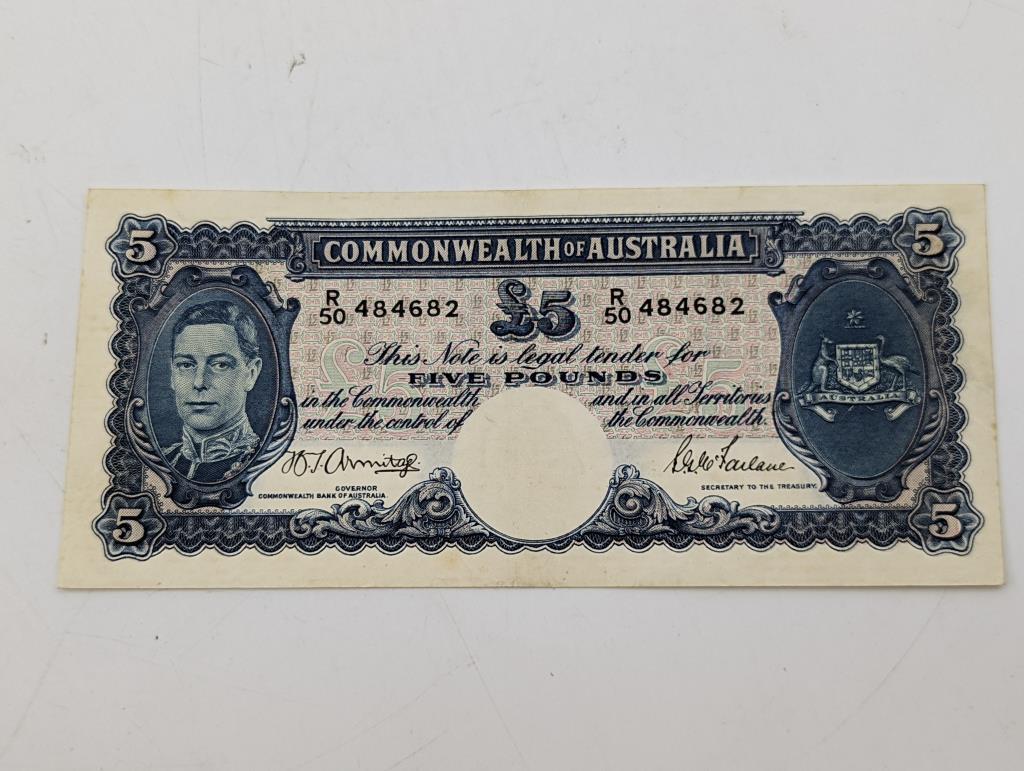 5 5
COMMONWEALTH OF AUSTRALIA
R/50 484682 £5 R/50 484682
This Note is legal tender for
FIVE POUNDS
in the Commonwealth and in all Territories
under the control of the Commonwealth.
AUSTRALIA
H.T. Armitage S.G. McFarlane
GOVERNOR
COMMONWEALTH BANK OF AUSTRALIA.
SECRETARY TO THE TREASURY.
5 5